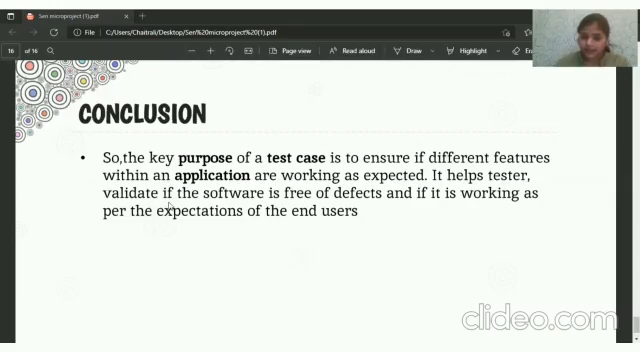 Sen microproject (1).pdf
File
C:/Users/Chaitrali/Desktop/Sen%20microproject%20(1).pdf
16 of 16
Page view
Read aloud
Draw
Highlight
CONCLUSION
• So,the key purpose of a test case is to ensure if different features
within an application are working as expected. It helps tester,
validate if the software is free of defects and if it is working as
per the expectations of the end users
clideo.com